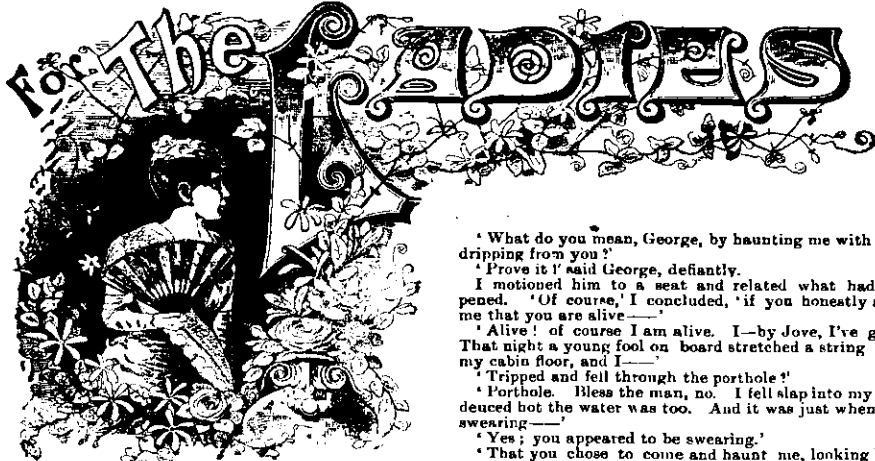 For The LADIES
‘ What do you mean, George, by haunting me with
dripping from you ?’
‘ Prove it !’ said George, defiantly.
I motioned him to a seat and related what had
pened. ‘Of course,’ I concluded, ‘if you honestly
me that you are alive——’
‘ Alive ! of course I am alive. I—by Jove, I've g
That night a young fool on board stretched a string
my cabin floor, and I——’
‘ Tripped and fell through the porthole ?’
‘ Porthole. Bless the man, no. I fell slap into my
deuced hot the water was too. And it was just when
swearing——’
‘ Yes ; you appeared to be swearing.’
‘ That you chose to come and haunt me, looking